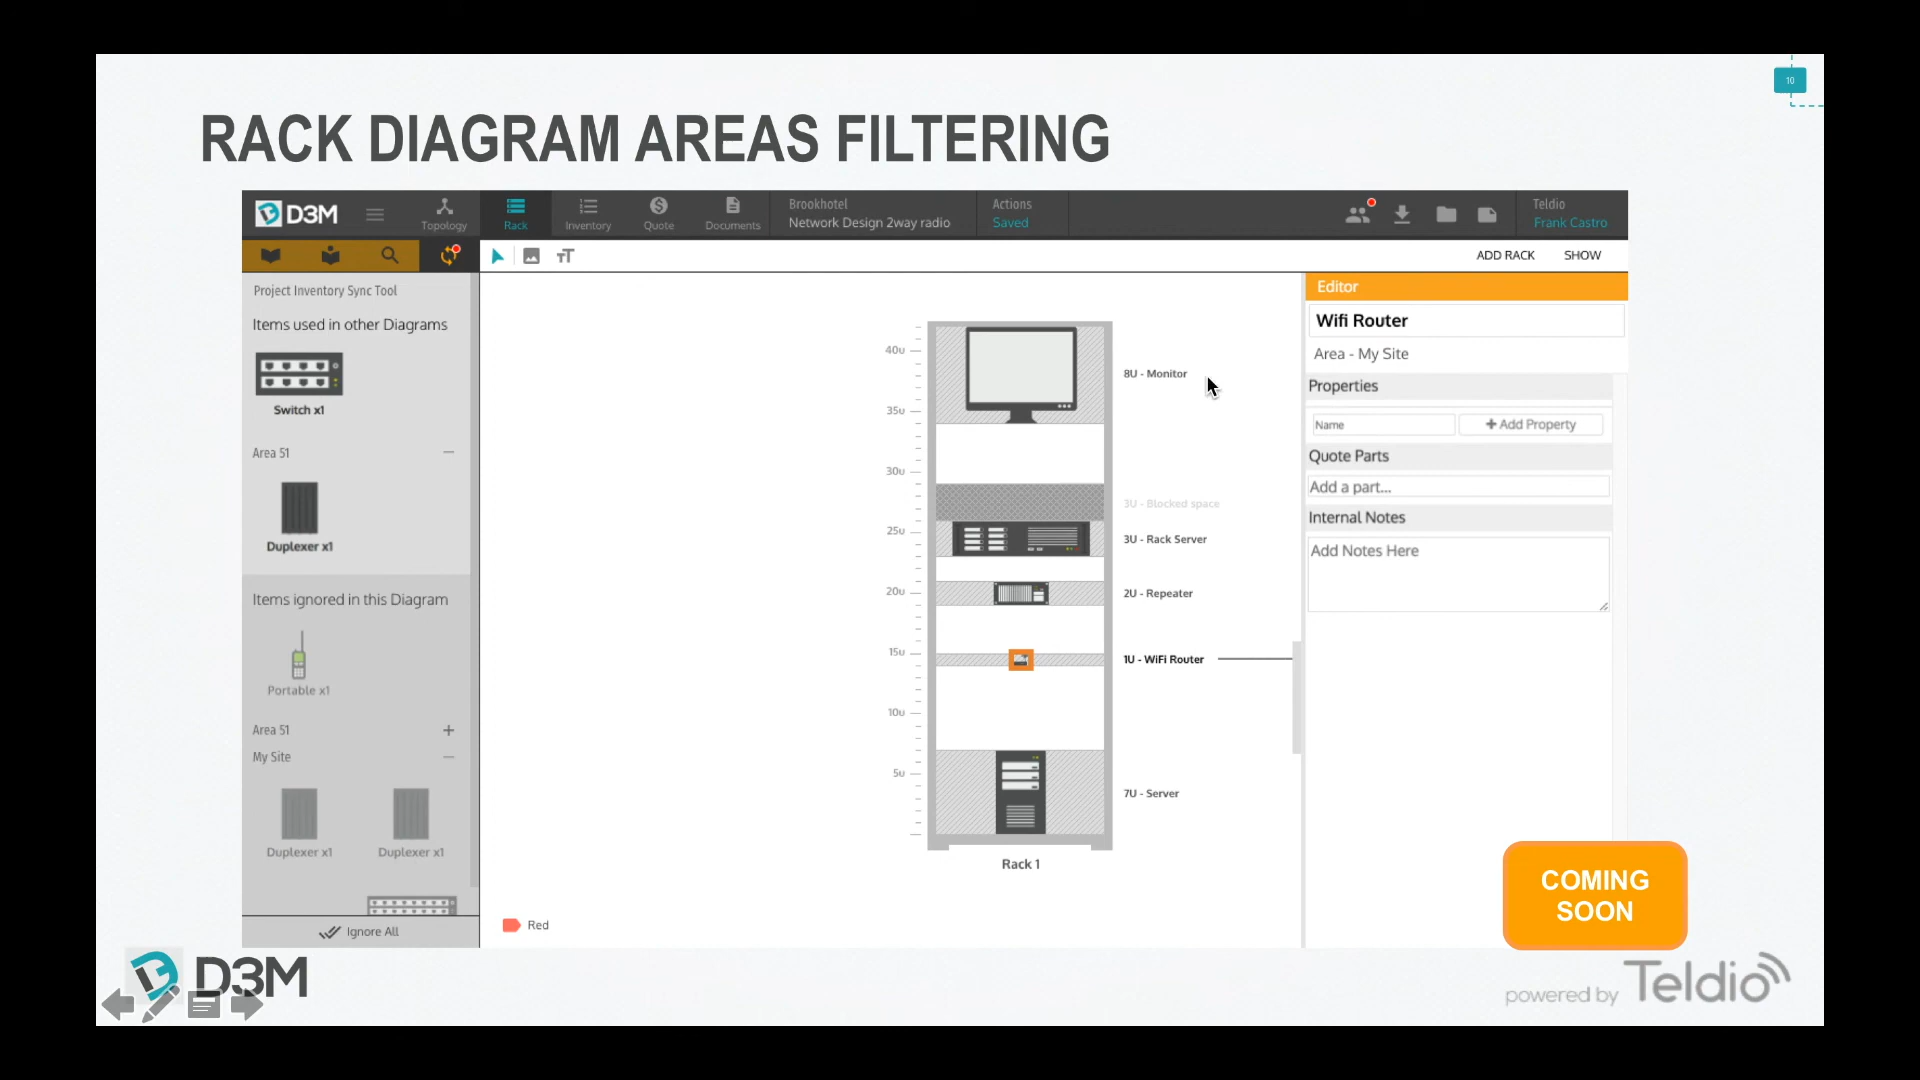 10
RACK DIAGRAM AREAS FILTERING
D3M
Topology
Rack
Inventory
Quote
Documents
Brookhotel
Network Design 2way radio
Actions
Saved
Teldio
Frank Castro
ADD RACK
SHOW
Project Inventory Sync Tool
Items used in other Diagrams
Switch x1
Area 51
Duplexer x1
Items ignored in this Diagram
Portable x1
Area 51
My Site
Duplexer x1
Duplexer x1
Ignore All
40U
35U
30U
25U
20U
15U
10U
5U
8U - Monitor
3U - Blocked space
3U - Rack Server
2U - Repeater
1U - WiFi Router
7U - Server
Rack 1
Red
Editor
Wifi Router
Area - My Site
Properties
Name
+ Add Property
Quote Parts
Add a part...
Internal Notes
Add Notes Here
COMING
SOON
D3M
powered by Teldio